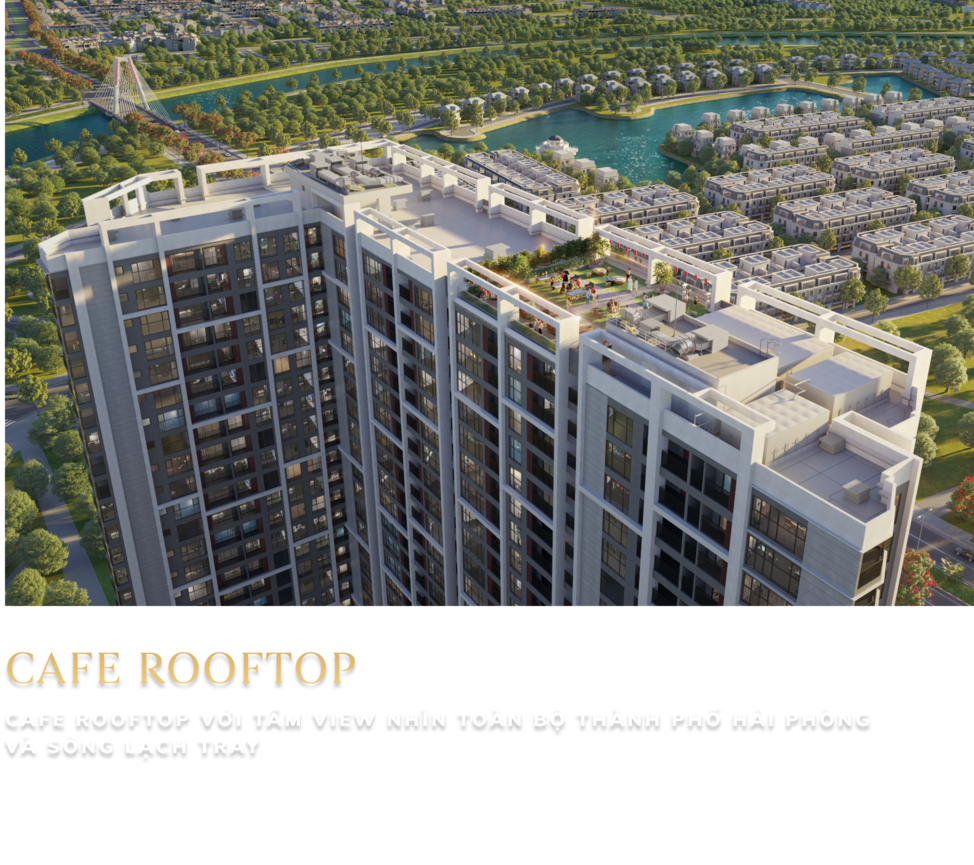 CAFE ROOFTOP
CAFE ROOFTOP VỚI TẦM VIEW NHÌN TOÀN BỘ THÀNH PHỐ HẢI PHÒNG
VÀ SÔNG LẠCH TRAY